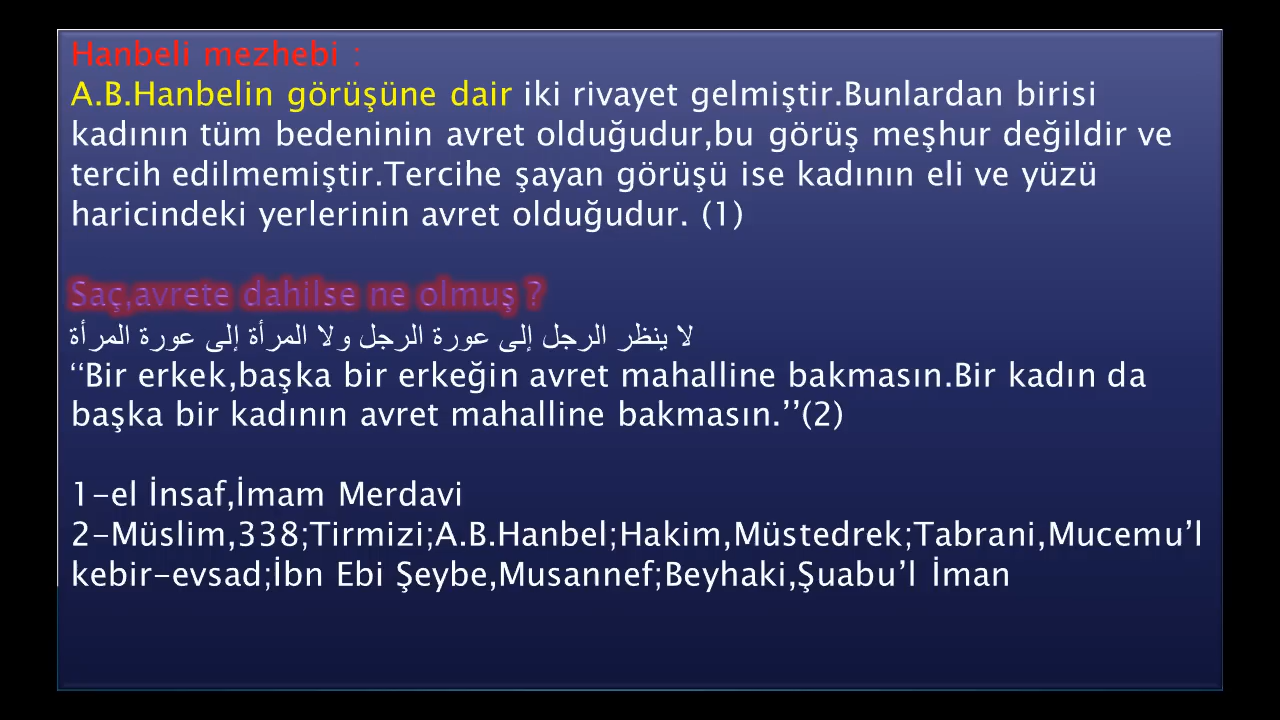 Hanbeli mezhebi :
A.B.Hanbelin görüşüne dair iki rivayet gelmiştir.Bunlardan birisi
kadının tüm bedeninin avret olduğudur,bu görüş meşhur değildir ve
tercih edilmemiştir.Tercihe şayan görüşü ise kadının eli ve yüzü
haricindeki yerlerinin avret olduğudur. (1)
Saç,avrete dahilse ne olmuş ?
لا ينظر الرجل إلى عورة الرجل ولا المرأة إلى عورة المرأة
‘‘Bir erkek,başka bir erkeğin avret mahalline bakmasın.Bir kadın da
başka bir kadının avret mahalline bakmasın.’’(2)
1-el İnsaf,İmam Merdavi
2-Müslim,338;Tirmizi;A.B.Hanbel;Hakim,Müstedrek;Tabrani,Mucemu’l
kebir-evsad;İbn Ebi Şeybe,Musannef;Beyhaki,Şuabu’l İman